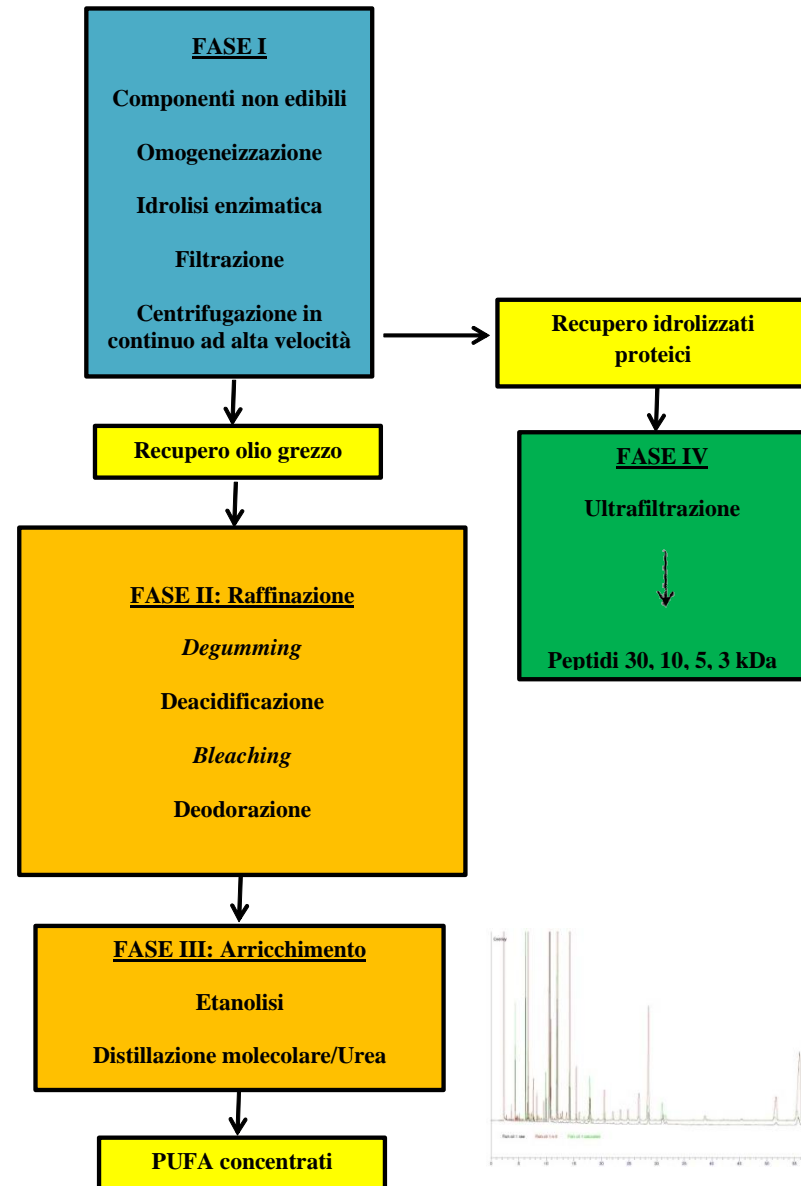 FASE I
Componenti non edibili
Omogeneizzazione
Idrolisi enzimatica
Filtrazione
Centrifugazione in
continuo ad alta velocità
Recupero idrolizzati
proteici
Recupero olio grezzo
FASE IV
Ultrafiltrazione
Peptidi 30, 10, 5, 3 kDa
FASE II: Raffinazione
Degumming
Deacidificazione
Bleaching
Deodorazione
FASE III: Arricchimento
Etanolisi
Distillazione molecolare/Urea
PUFA concentrati